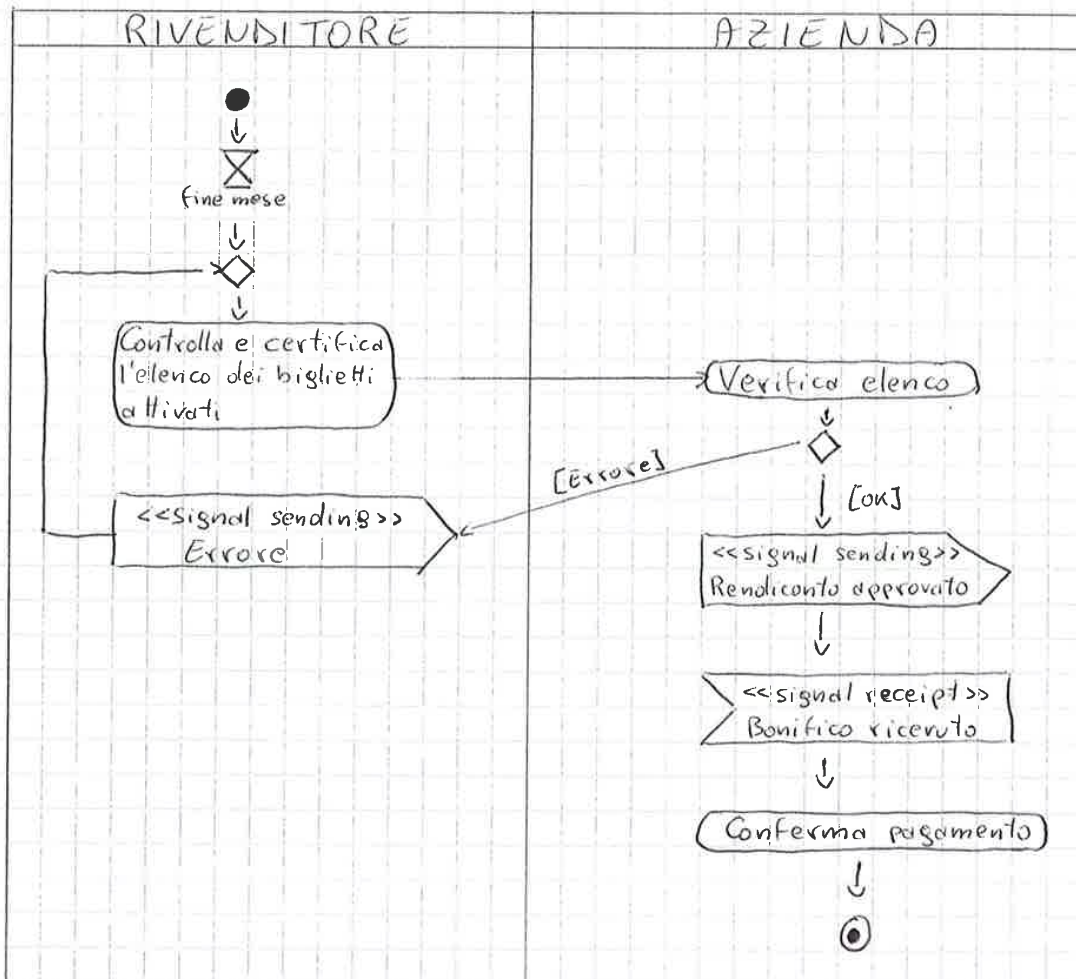 RIVENDITORE
AZIENDA
fine mese
Controlla e certifica
l'elenco dei biglietti
attivati
Verifica elenco
[Errore]
[OK]
<<signal sending>>
Errore
<<signal sending>>
Rendiconto approvato
<<signal receipt>>
Bonifico ricevuto
Conferma pagamento